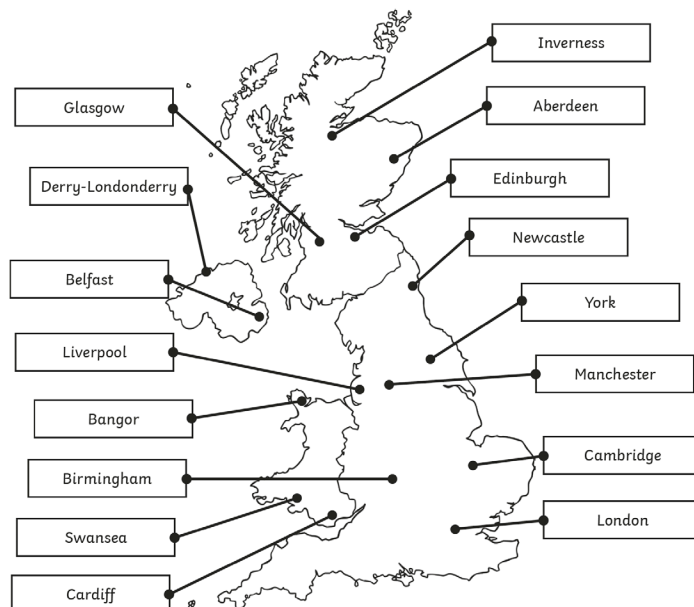 Inverness
Glasgow
Aberdeen
Derry-Londonderry
Edinburgh
Newcastle
Belfast
York
Liverpool
Manchester
Bangor
Cambridge
Birmingham
London
Swansea
Cardiff